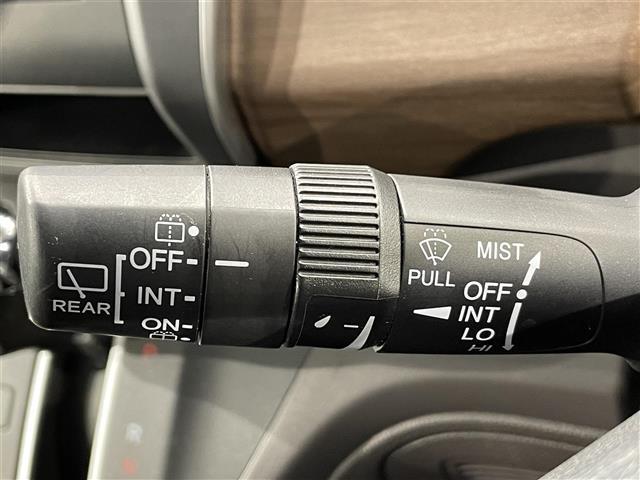 REAR
OFF
INT
ON
PULL
MIST
OFF
INT
LO
HI